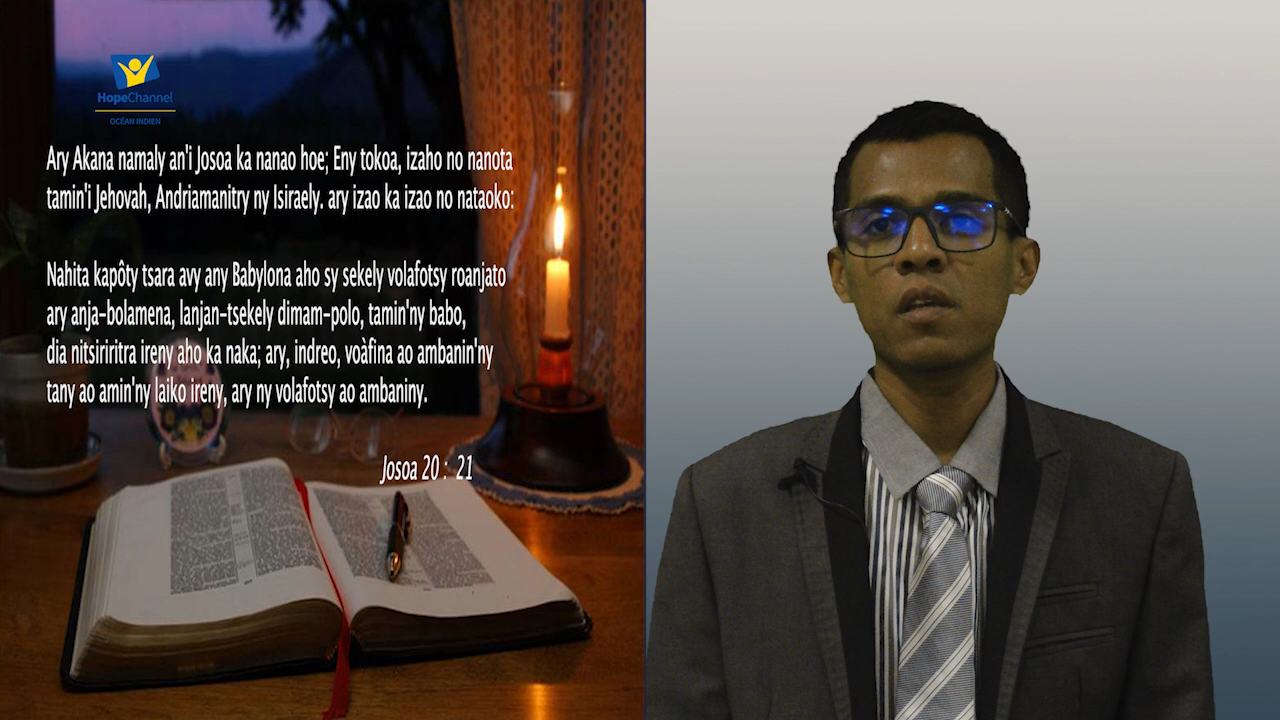 HopeChannel
OCÉAN INDIEN
Ary Akana namaly an'i Josoa ka nanao hoe; Eny tokoa, izaho no nanota
tamin'i Jehovah, Andriamanitry ny Isiraely. ary izao ka izao no nataoko:
Nahita kapôty tsara avy any Babylona aho sy sekely volafotsy roanjato
ary anja-bolamena, lanjan-tsekely dimam-polo, tamin'ny babo,
dia nitsiriritra ireny aho ka naka; ary, indreo, voàfina ao ambanin'ny
tany ao amin'ny laiko ireny, ary ny volafotsy ao ambaniny.
Josoa 20 : 21